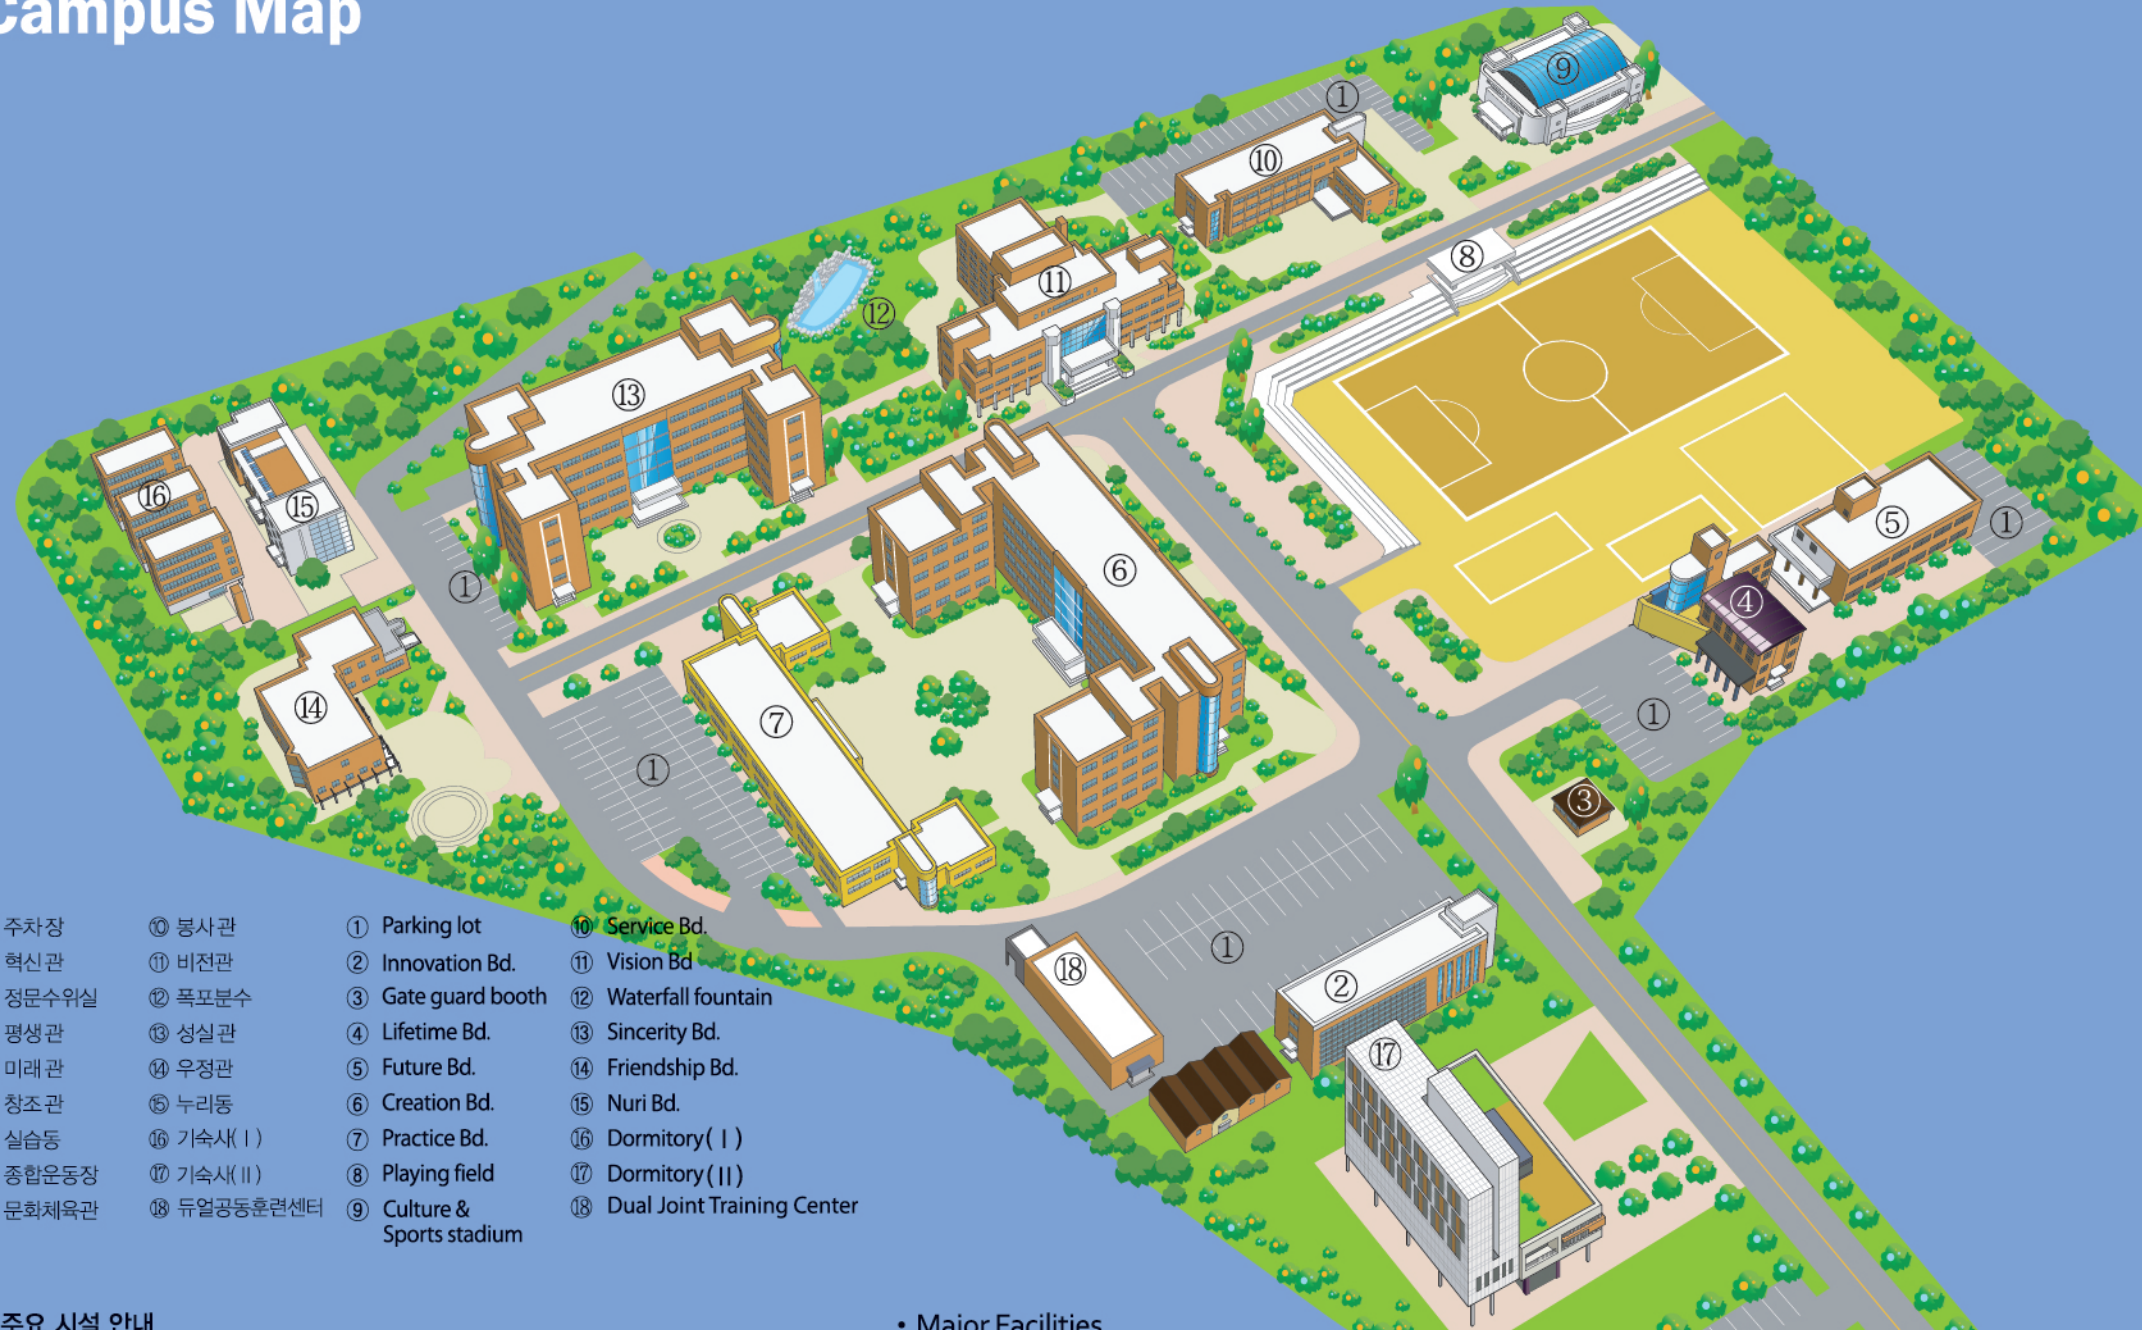 Campus Map
①
⑨
⑩
⑧
⑪
⑫
⑬
⑯
⑮
①
⑥
⑤
①
④
⑭
⑦
①
①
③
①
⑱
②
⑰
주차장
혁신관
정문수위실
평생관
미래관
창조관
실습동
종합운동장
문화체육관
⑩ 봉사관
⑪ 비전관
⑫ 폭포분수
⑬ 성실관
⑭ 우정관
⑮ 누리동
⑯ 기숙사(Ⅰ)
⑰ 기숙사(Ⅱ)
⑱ 듀얼공동훈련센터
① Parking lot
② Innovation Bd.
③ Gate guard booth
④ Lifetime Bd.
⑤ Future Bd.
⑥ Creation Bd.
⑦ Practice Bd.
⑧ Playing field
⑨ Culture &
Sports stadium
⑩ Service Bd.
⑪ Vision Bd
⑫ Waterfall fountain
⑬ Sincerity Bd.
⑭ Friendship Bd.
⑮ Nuri Bd.
⑯ Dormitory(Ⅰ)
⑰ Dormitory(Ⅱ)
⑱ Dual Joint Training Center
주요 시설 안내
• Major Facilities